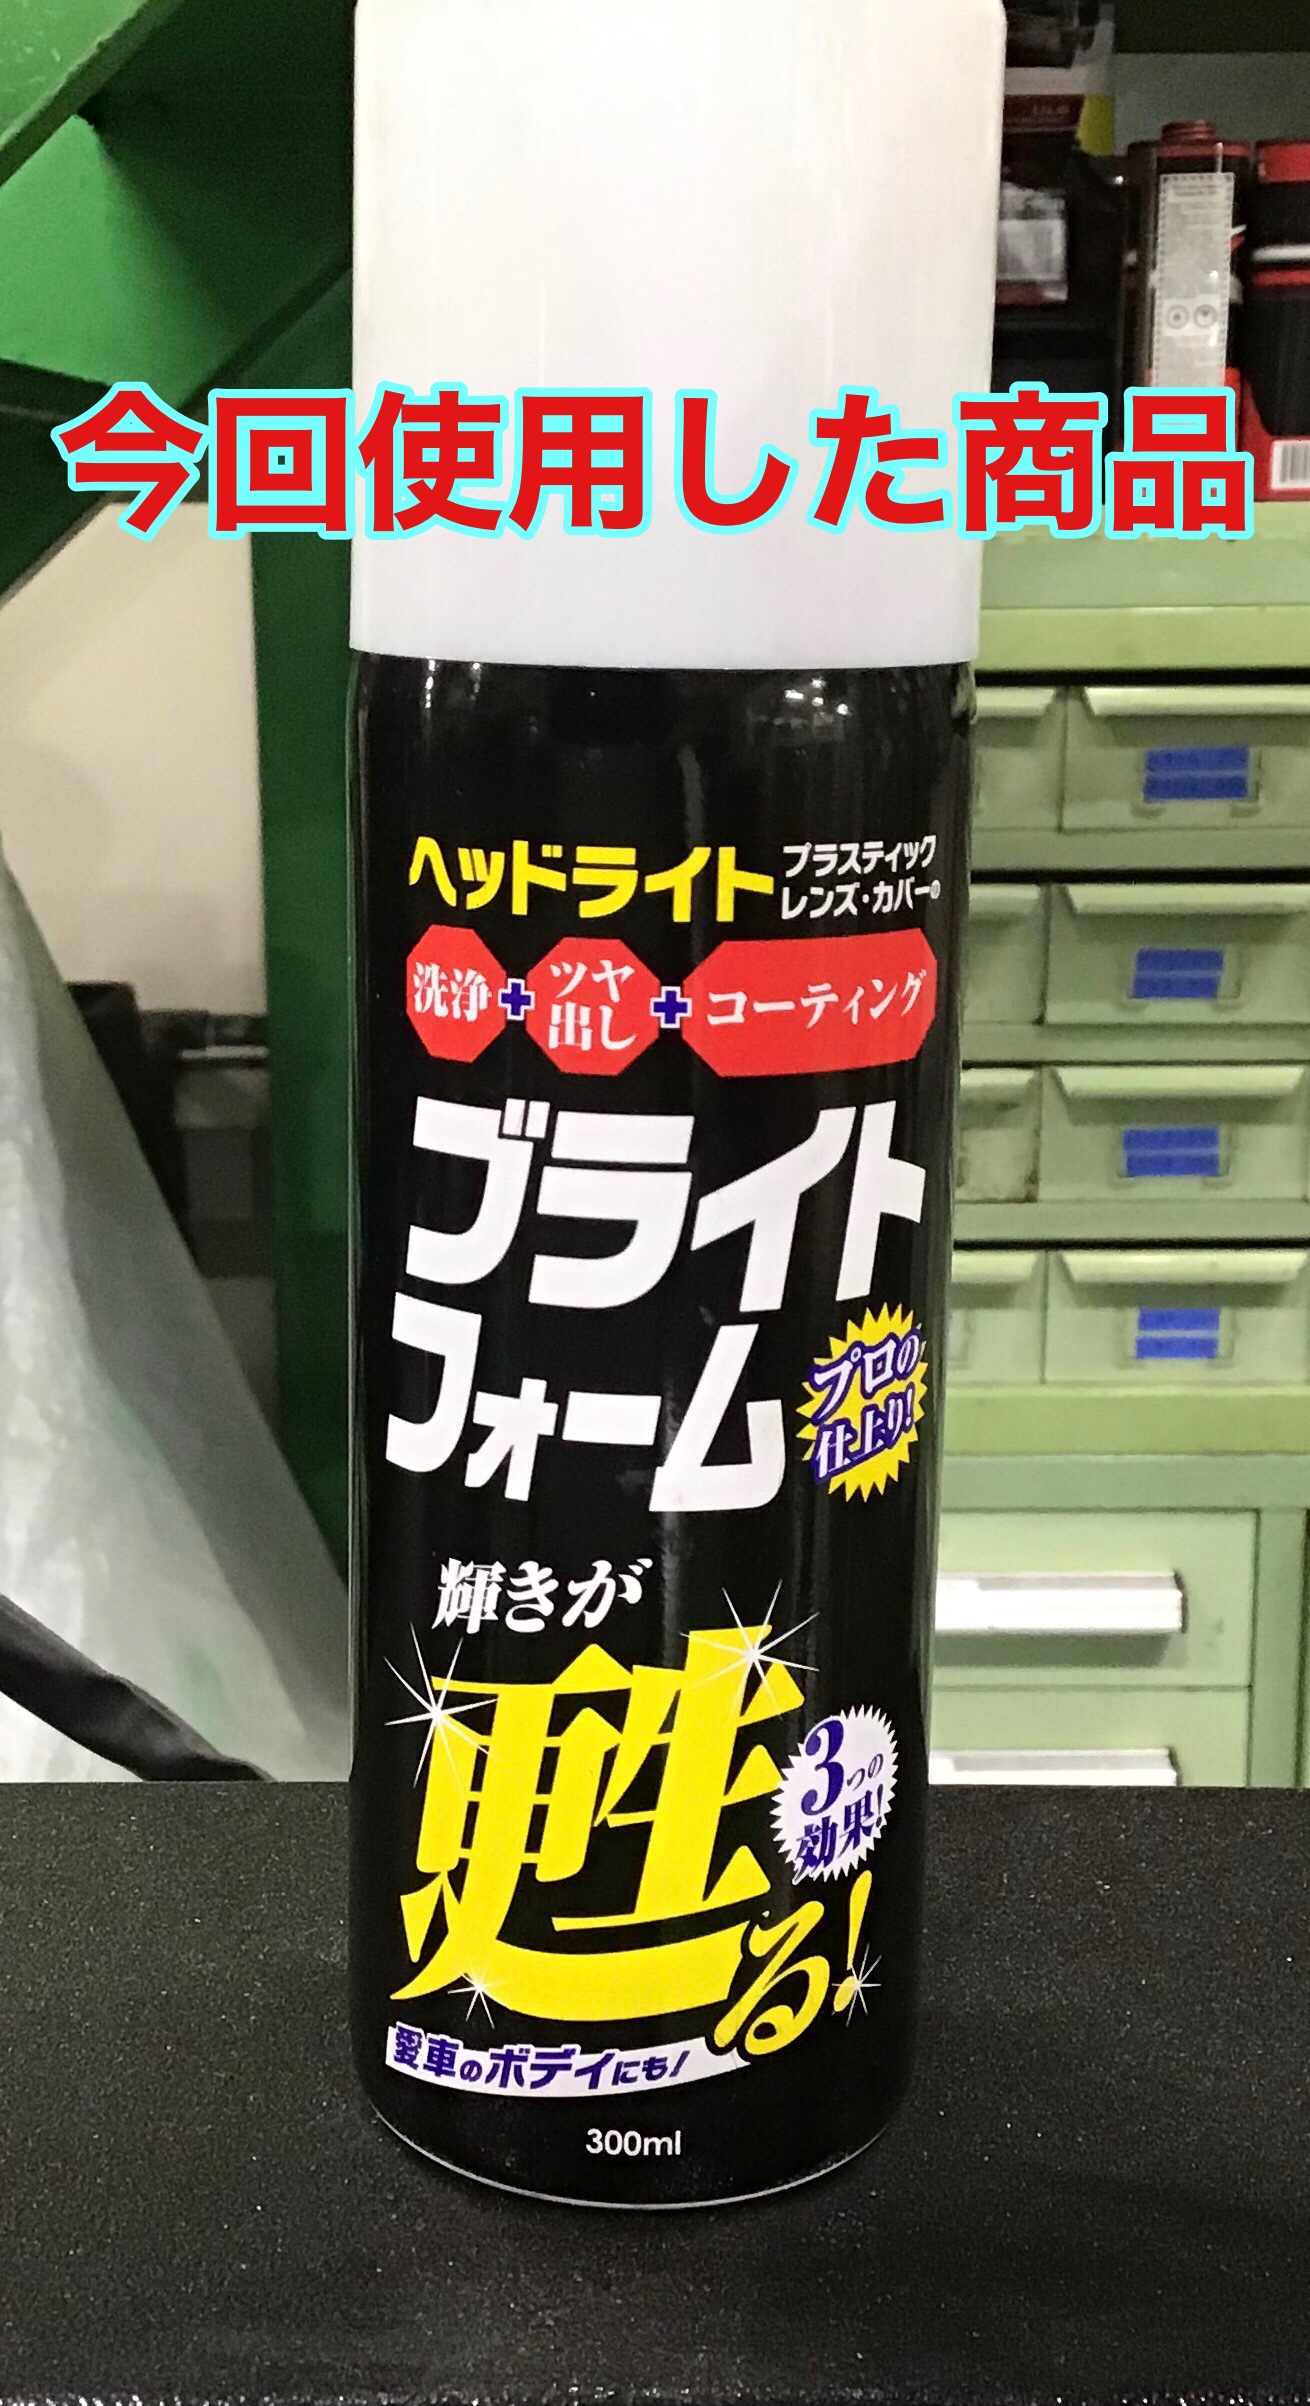 今回使用した商品
ヘッドライト
プラスティック
レンズ・カバーの
洗浄+ツヤ出し+コーティング
ブライト
フォーム
プロの
仕上り!
輝きが
甦る!
3つの
効果!
愛車のボディにも!
300ml